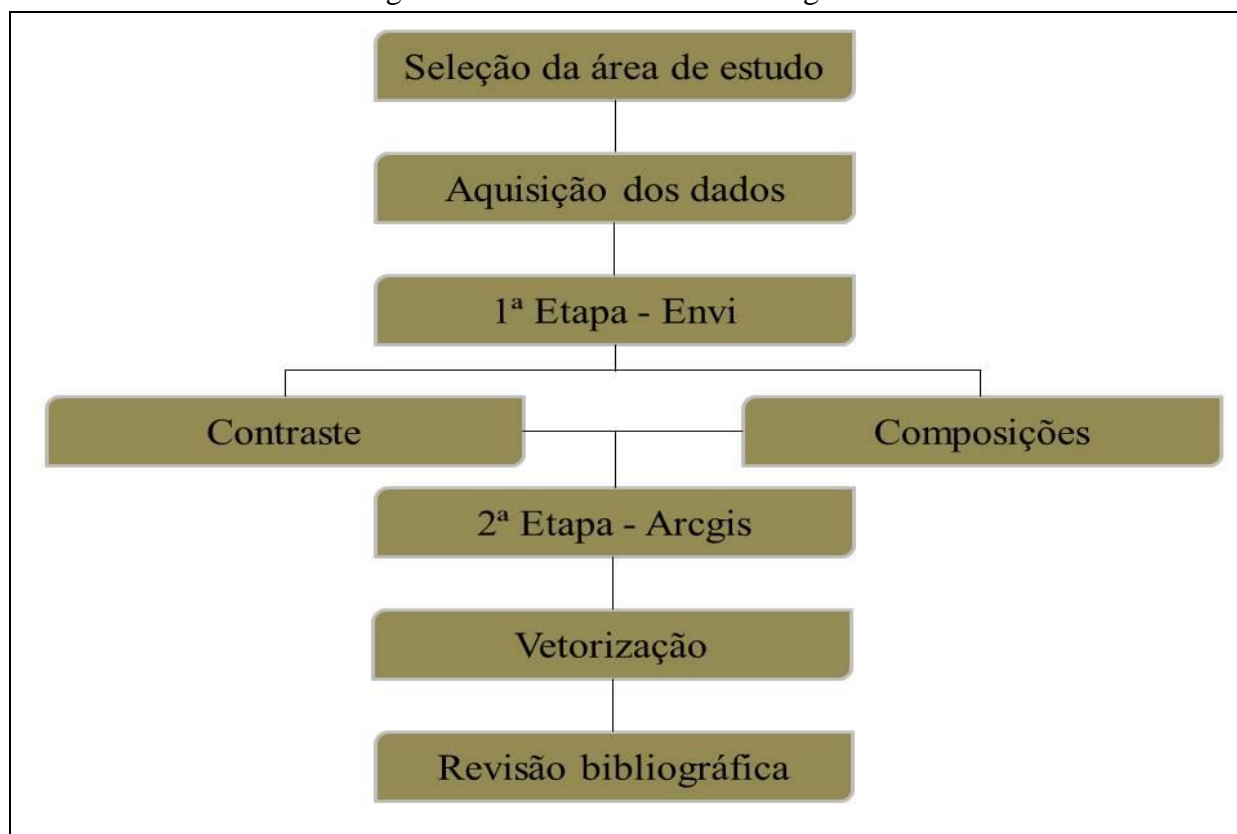 Seleção da área de estudo
Aquisição dos dados
1ª Etapa - Envi
Contraste
Composições
2ª Etapa - Arcgis
Vetorização
Revisão bibliográfica